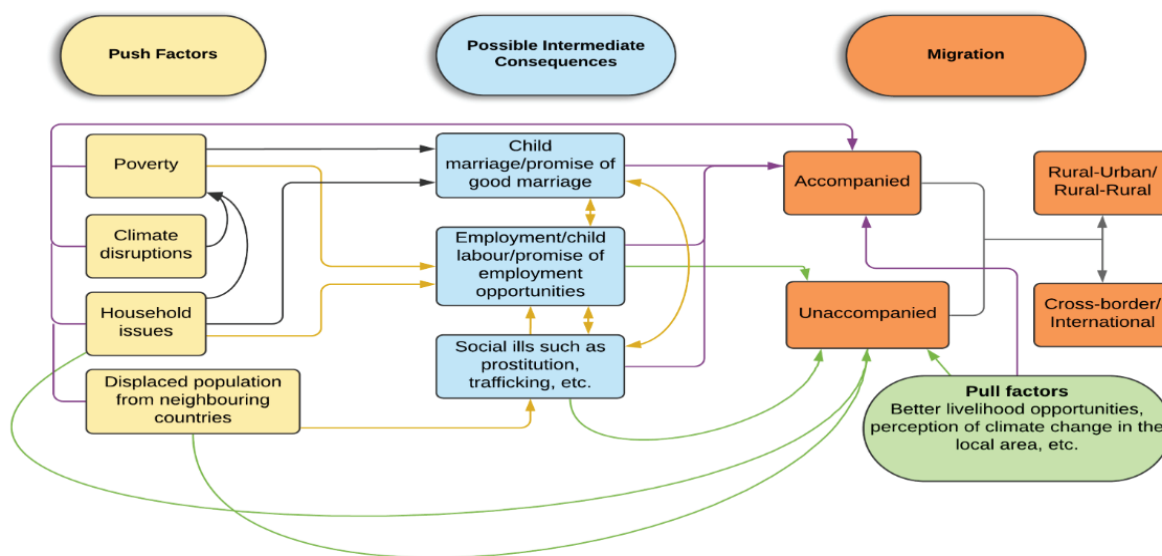 Push Factors
Possible Intermediate
Consequences
Migration
Poverty
Climate
disruptions
Household
issues
Displaced population
from neighbouring
countries
Child
marriage/promise of
good marriage
Employment/child
labour/promise of
employment
opportunities
Social ills such as
prostitution,
trafficking, etc.
Accompanied
Unaccompanied
Rural-Urban/
Rural-Rural
Cross-border/
International
Pull factors
Better livelihood opportunities,
perception of climate change in the
local area, etc.